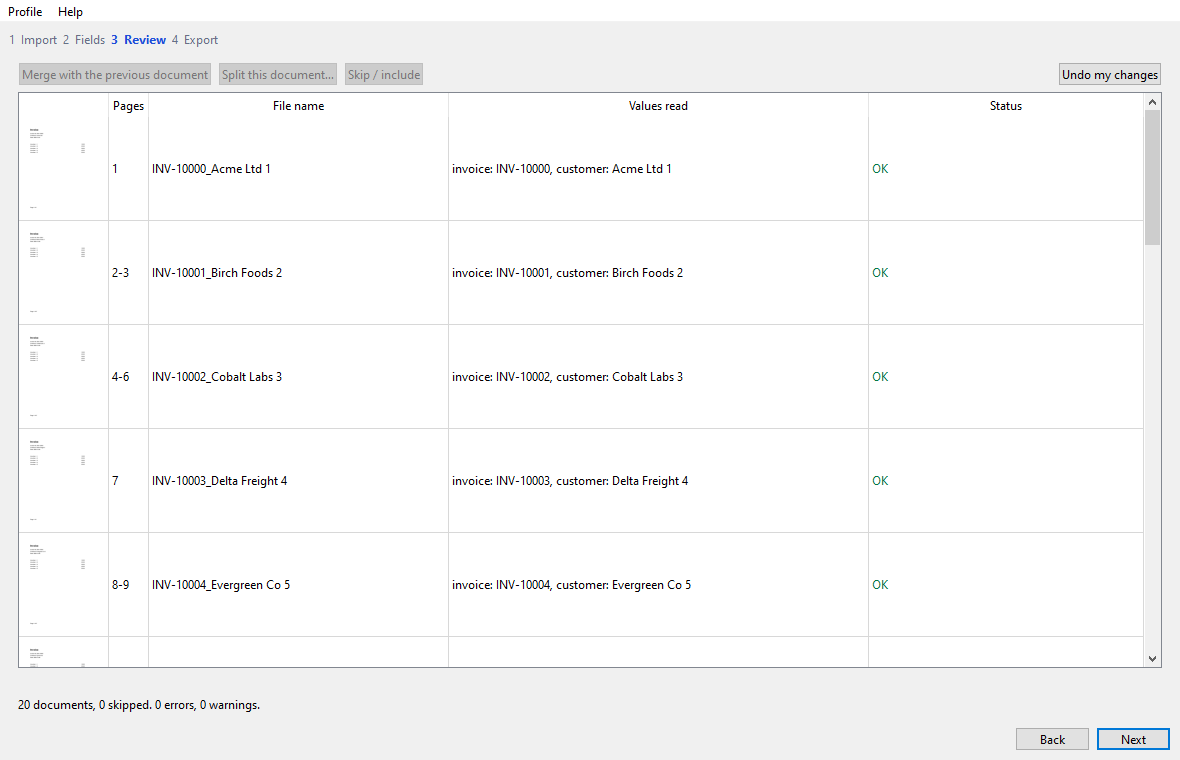 Profile Help
1 Import 2 Fields 3 Review 4 Export
Merge with the previous document Split this document... Skip / include Undo my changes
Pages File name Values read Status
1 INV-10000_Acme Ltd 1 invoice: INV-10000, customer: Acme Ltd 1 OK
2-3 INV-10001_Birch Foods 2 invoice: INV-10001, customer: Birch Foods 2 OK
4-6 INV-10002_Cobalt Labs 3 invoice: INV-10002, customer: Cobalt Labs 3 OK
7 INV-10003_Delta Freight 4 invoice: INV-10003, customer: Delta Freight 4 OK
8-9 INV-10004_Evergreen Co 5 invoice: INV-10004, customer: Evergreen Co 5 OK
20 documents, 0 skipped. 0 errors, 0 warnings.
Back Next